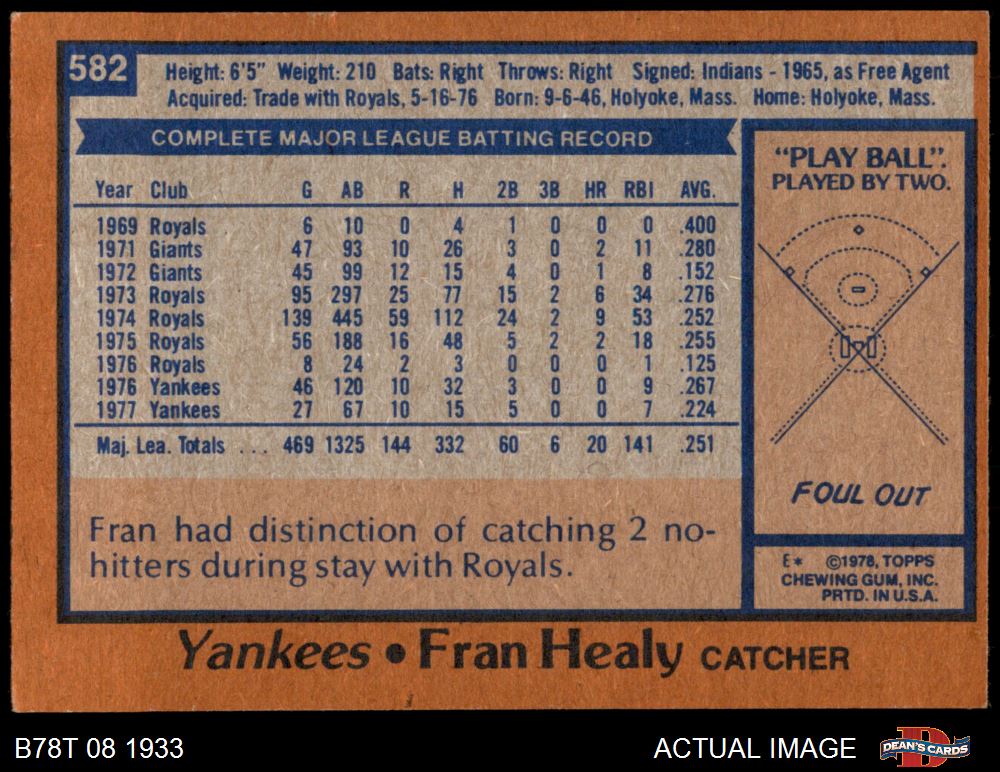 582
Height: 6'5" Weight: 210 Bats: Right Throws: Right Signed: Indians - 1965, as Free Agent
Acquired: Trade with Royals, 5-16-76 Born: 9-6-46, Holyoke, Mass. Home: Holyoke, Mass.
COMPLETE MAJOR LEAGUE BATTING RECORD
Year Club G AB R H 2B 3B HR RBI AVG.
1969 Royals 6 10 0 4 1 0 0 0 .400
1971 Giants 47 93 10 26 3 0 2 11 .280
1972 Giants 45 99 12 15 4 0 1 8 .152
1973 Royals 95 297 25 77 15 2 6 34 .276
1974 Royals 139 445 59 112 24 2 9 53 .252
1975 Royals 56 188 16 48 5 2 2 18 .255
1976 Royals 8 24 2 3 0 0 0 1 .125
1976 Yankees 46 120 10 32 3 0 0 9 .267
1977 Yankees 27 67 10 15 5 0 0 7 .224
Maj. Lea. Totals ... 469 1325 144 332 60 6 20 141 .251
Fran had distinction of catching 2 no-
hitters during stay with Royals.
"PLAY BALL".
PLAYED BY TWO.
FOUL OUT
E* ©1978, TOPPS
CHEWING GUM, INC.
PRTD. IN U.S.A.
Yankees • Fran Healy CATCHER
B78T 08 1933
ACTUAL IMAGE
D
DEAN'S CARDS